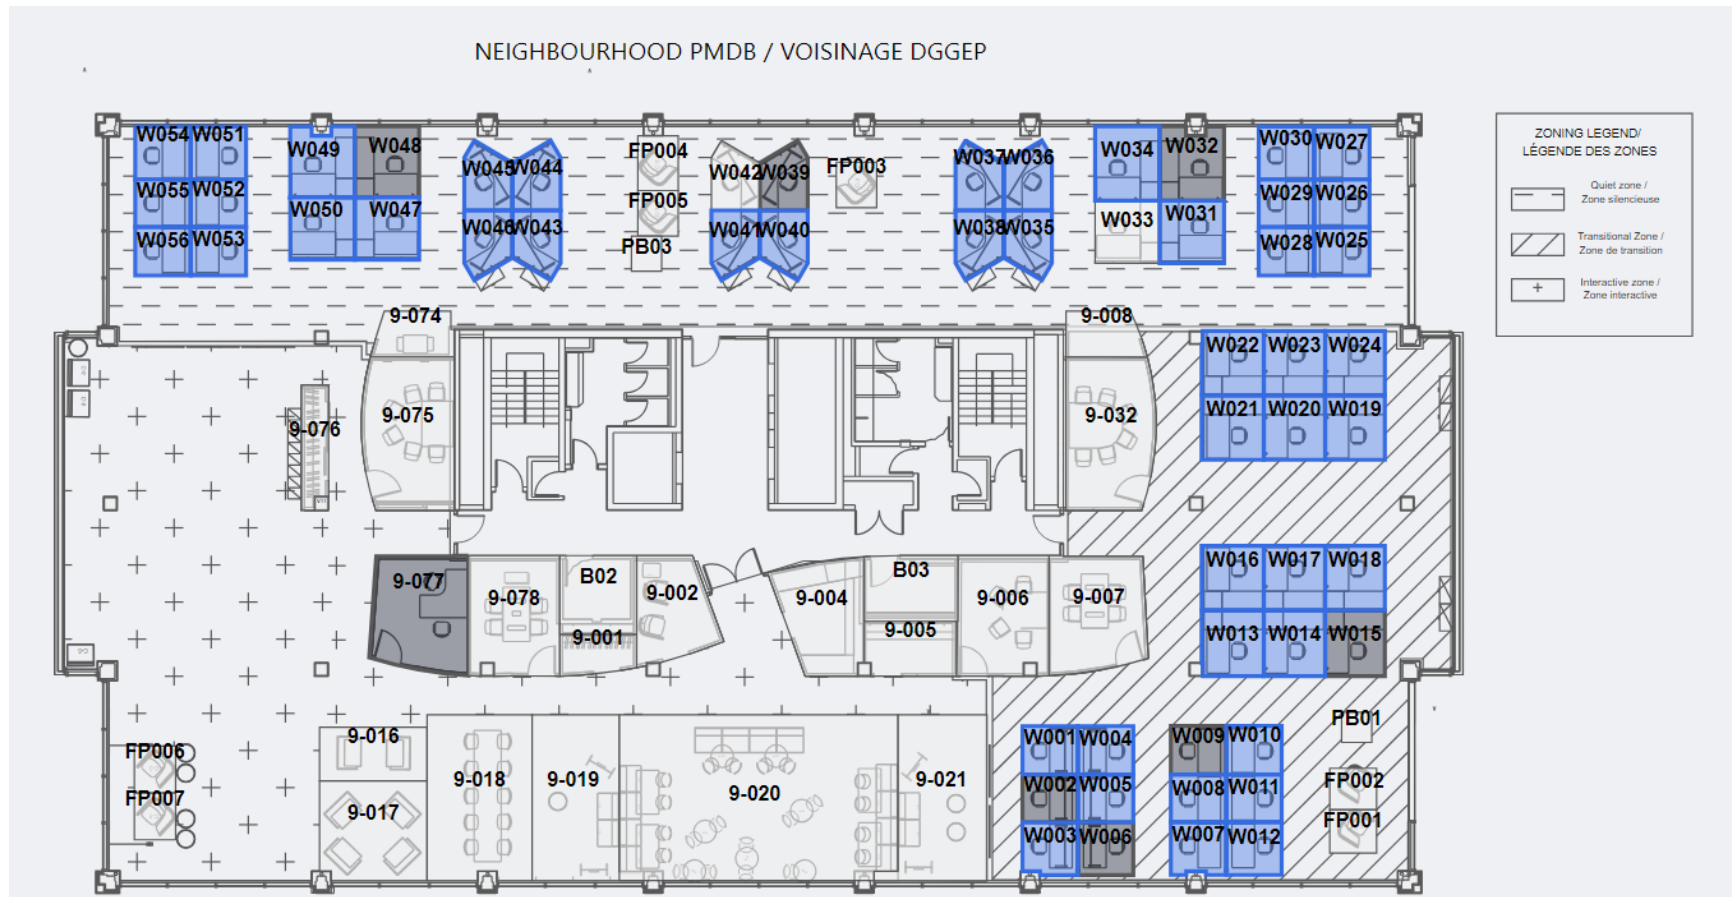 NEIGHBOURHOOD PMDB / VOISINAGE DGGEP
ZONING LEGEND/
LÉGENDE DES ZONES
Quiet zone /
Zone silencieuse
Transitional Zone /
Zone de transition
Interactive zone /
Zone interactive
W054 W051
W049 W048
W045 W044
FP004
W042 W039
FP003
W037 W036
W034 W032
W030 W027
W055 W052
W050 W047
W046 W043
FP005
W041 W040
W038 W035
W033 W031
W029 W026
W056 W053
PB03
W028 W025
9-074
9-008
W022 W023 W024
9-076
9-075
9-032
W021 W020 W019
9-077
9-078
B02
9-002
9-001
9-004
B03
9-005
9-006
9-007
W016 W017 W018
W013 W014 W015
FP006
FP007
9-016
9-017
9-018
9-019
9-020
9-021
W001 W004
W002 W005
W003 W006
W009 W010
W008 W011
W007 W012
PB01
FP002
FP001